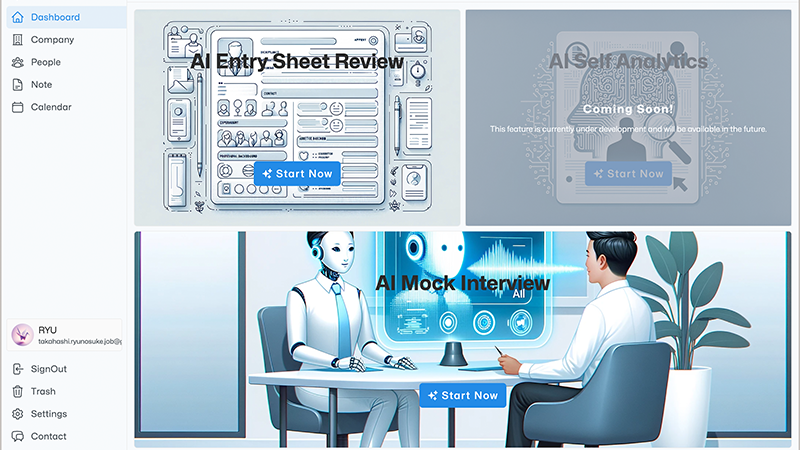 Dashboard
Company
People
Note
Calendar
RYU
takahashi.ryunosuke.job@g
SignOut
Trash
Settings
Contact
AI Entry Sheet Review
CONTACT
Start Now
AI Self Analytics
Coming Soon!
This feature is currently under development and will be available in the future.
Start Now
AI Mock Interview
All
Start Now